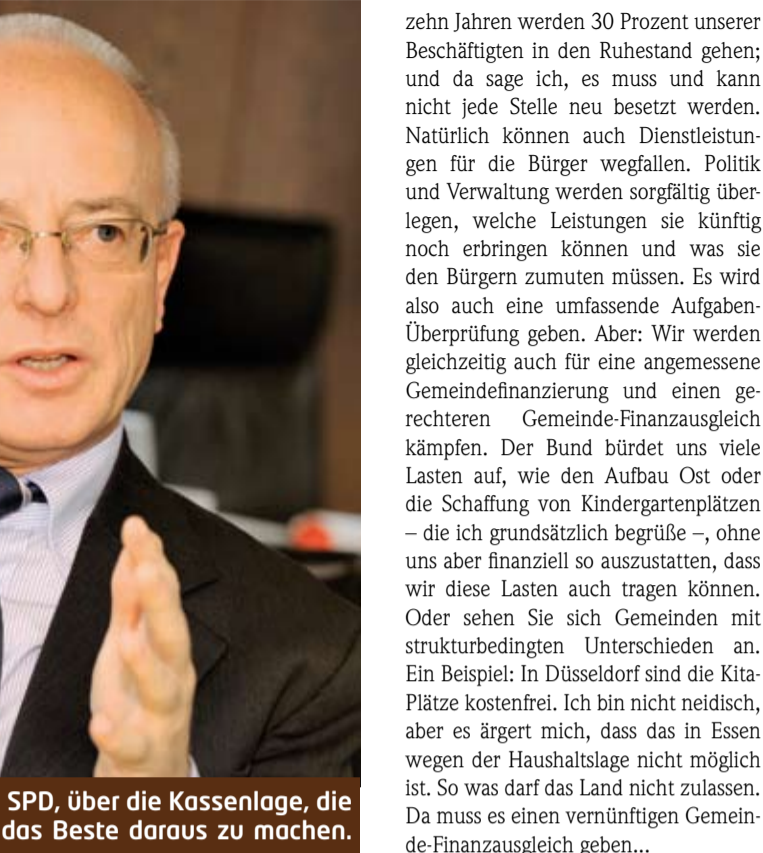 SPD, über die Kassenlage, die
das Beste daraus zu machen.
zehn Jahren werden 30 Prozent unserer
Beschäftigten in den Ruhestand gehen;
und da sage ich, es muss und kann
nicht jede Stelle neu besetzt werden.
Natürlich können auch Dienstleistun-
gen für die Bürger wegfallen. Politik
und Verwaltung werden sorgfältig über-
legen, welche Leistungen sie künftig
noch erbringen können und was sie
den Bürgern zumuten müssen. Es wird
also auch eine umfassende Aufgaben-
Überprüfung geben. Aber: Wir werden
gleichzeitig auch für eine angemessene
Gemeindefinanzierung und einen ge-
rechteren Gemeinde-Finanzausgleich
kämpfen. Der Bund bürdet uns viele
Lasten auf, wie den Aufbau Ost oder
die Schaffung von Kindergartenplätzen
– die ich grundsätzlich begrüße –, ohne
uns aber finanziell so auszustatten, dass
wir diese Lasten auch tragen können.
Oder sehen Sie sich Gemeinden mit
strukturbedingten Unterschieden an.
Ein Beispiel: In Düsseldorf sind die Kita-
Plätze kostenfrei. Ich bin nicht neidisch,
aber es ärgert mich, dass das in Essen
wegen der Haushaltslage nicht möglich
ist. So was darf das Land nicht zulassen.
Da muss es einen vernünftigen Gemein-
de-Finanzausgleich geben...